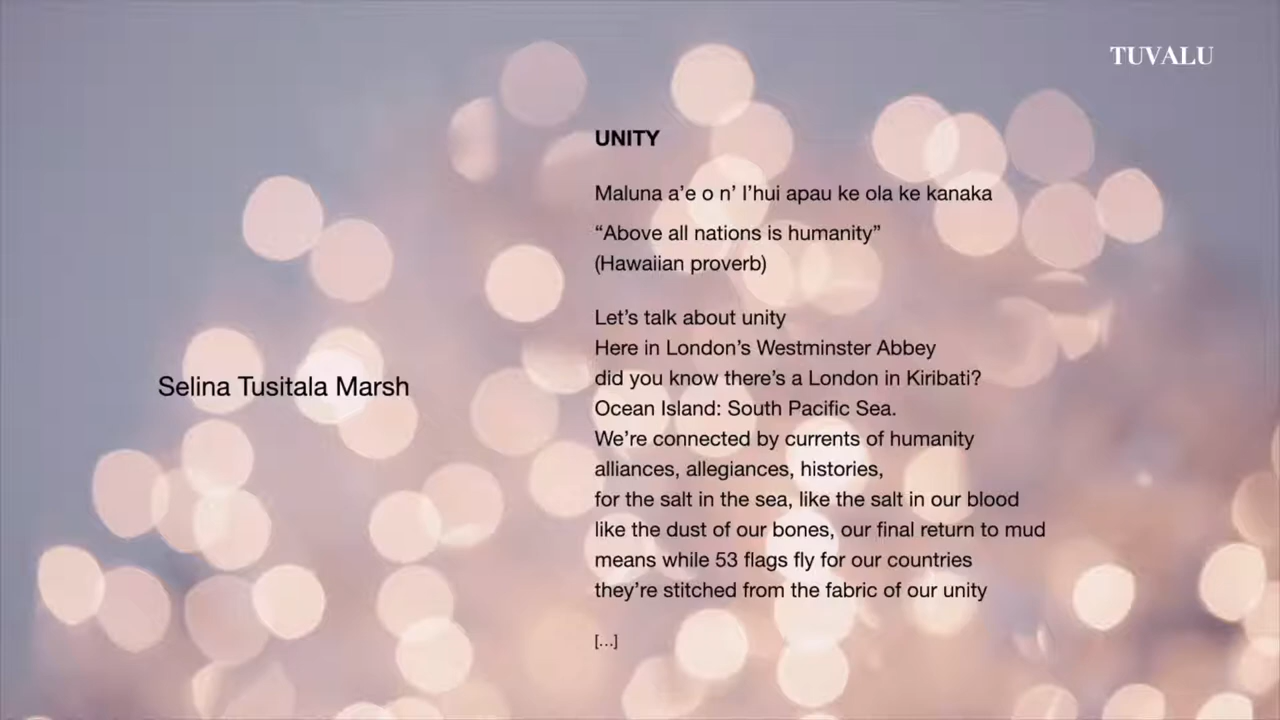 TUVALU
UNITY
Maluna a’e o n’ I’hui apau ke ola ke kanaka
“Above all nations is humanity”
(Hawaiian proverb)
Let’s talk about unity
Here in London’s Westminster Abbey
did you know there’s a London in Kiribati?
Ocean Island: South Pacific Sea.
We’re connected by currents of humanity
alliances, allegiances, histories,
for the salt in the sea, like the salt in our blood
like the dust of our bones, our final return to mud
means while 53 flags fly for our countries
they’re stitched from the fabric of our unity
[...]
Selina Tusitala Marsh